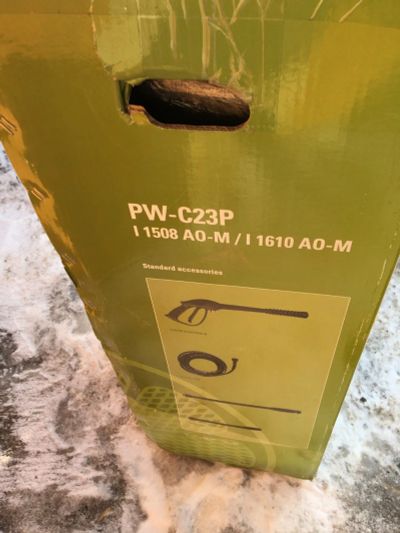 PW-C23P
I 1508 AO-M / I 1610 AO-M
Standard accessories